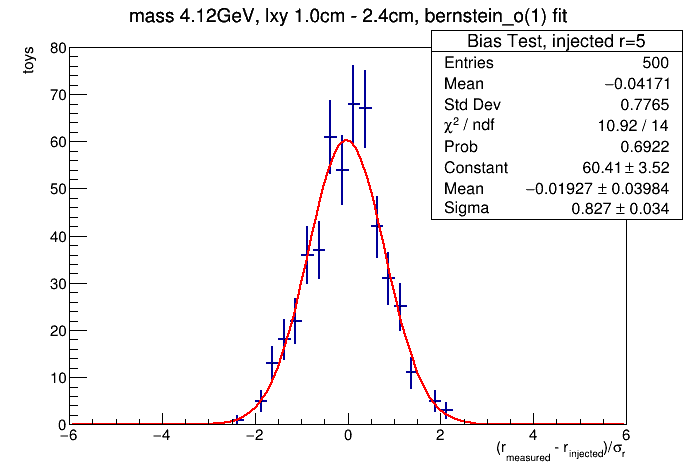 mass 4.12GeV, lxy 1.0cm - 2.4cm, bernstein_o(1) fit
Bias Test, injected r=5
Entries 500
Mean −0.04171
Std Dev 0.7765
χ² / ndf 10.92 / 14
Prob 0.6922
Constant 60.41 ± 3.52
Mean −0.01927 ± 0.03984
Sigma 0.827 ± 0.034
toys
80
70
60
50
40
30
20
10
0
−6 −4 −2 0 2 4 6
(r_measured - r_injected)/σ_r